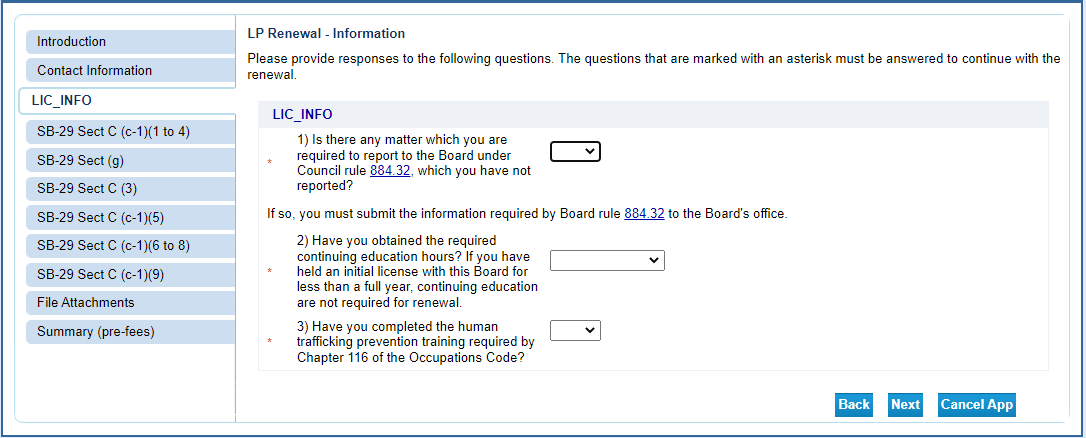 Introduction
Contact Information
LIC_INFO
SB-29 Sect C (c-1)(1 to 4)
SB-29 Sect (g)
SB-29 Sect C (3)
SB-29 Sect C (c-1)(5)
SB-29 Sect C (c-1)(6 to 8)
SB-29 Sect C (c-1)(9)
File Attachments
Summary (pre-fees)
LP Renewal - Information
Please provide responses to the following questions. The questions that are marked with an asterisk must be answered to continue with the
renewal.
LIC_INFO
1) Is there any matter which you are
required to report to the Board under
* Council rule 884.32, which you have not
reported?
If so, you must submit the information required by Board rule 884.32 to the Board's office.
2) Have you obtained the required
continuing education hours? If you have
* held an initial license with this Board for
less than a full year, continuing education
are not required for renewal.
3) Have you completed the human
* trafficking prevention training required by
Chapter 116 of the Occupations Code?
Back Next Cancel App